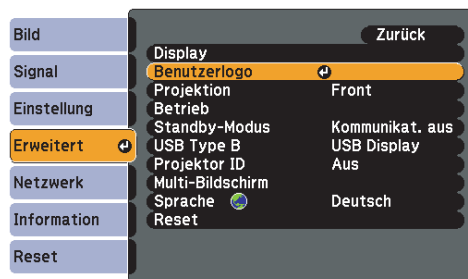 Bild
Signal
Einstellung
Erweitert
Netzwerk
Information
Reset
Zurück
Display
Benutzerlogo
Projektion Front
Betrieb
Standby-Modus Kommunikat. aus
USB Type B USB Display
Projektor ID Aus
Multi-Bildschirm
Sprache Deutsch
Reset